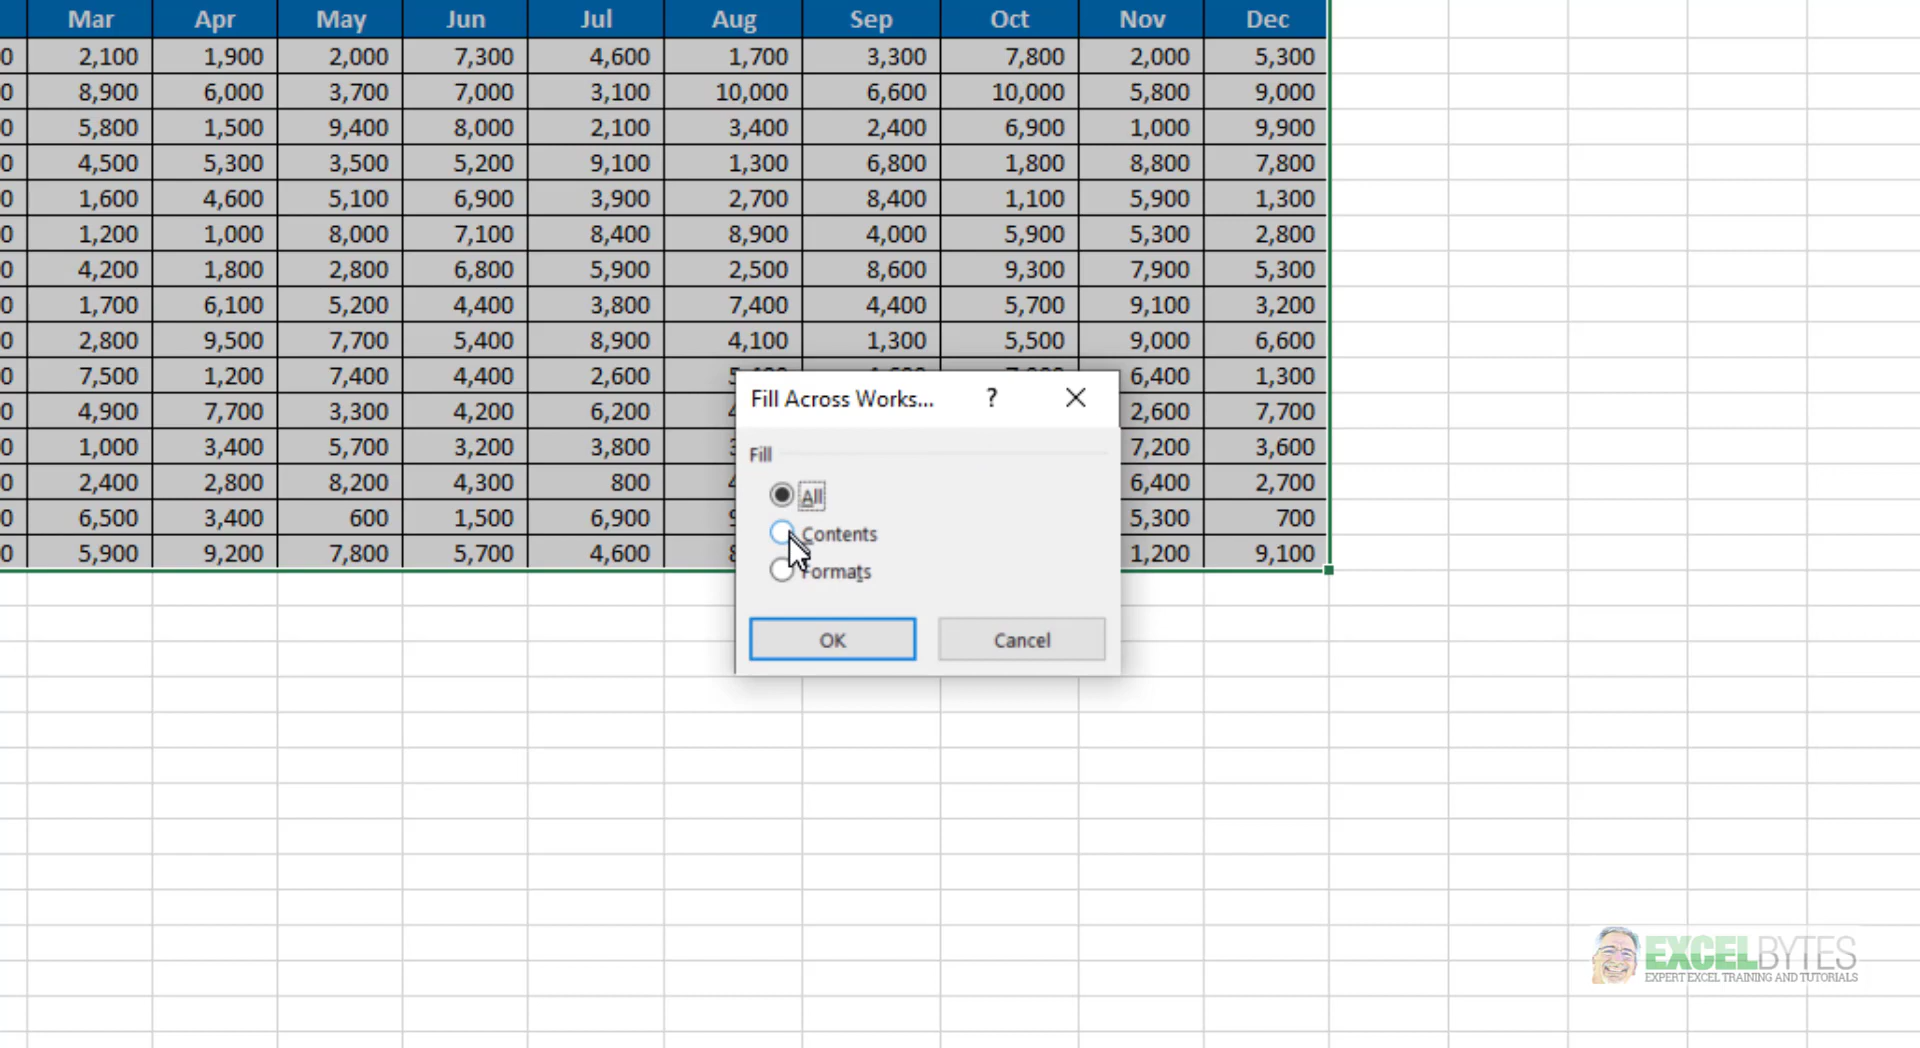 Mar Apr May Jun Jul Aug Sep Oct Nov Dec
0 2,100 1,900 2,000 7,300 4,600 1,700 3,300 7,800 2,000 5,300
0 8,900 6,000 3,700 7,000 3,100 10,000 6,600 10,000 5,800 9,000
0 5,800 1,500 9,400 8,000 2,100 3,400 2,400 6,900 1,000 9,900
0 4,500 5,300 3,500 5,200 9,100 1,300 6,800 1,800 8,800 7,800
0 1,600 4,600 5,100 6,900 3,900 2,700 8,400 1,100 5,900 1,300
0 1,200 1,000 8,000 7,100 8,400 8,900 4,000 5,900 5,300 2,800
0 4,200 1,800 2,800 6,800 5,900 2,500 8,600 9,300 7,900 5,300
0 1,700 6,100 5,200 4,400 3,800 7,400 4,400 5,700 9,100 3,200
0 2,800 9,500 7,700 5,400 8,900 4,100 1,300 5,500 9,000 6,600
0 7,500 1,200 7,400 4,400 2,600 6,400 1,300
0 4,900 7,700 3,300 4,200 6,200 2,600 7,700
0 1,000 3,400 5,700 3,200 3,800 7,200 3,600
0 2,400 2,800 8,200 4,300 800 6,400 2,700
0 6,500 3,400 600 1,500 6,900 5,300 700
0 5,900 9,200 7,800 5,700 4,600 1,200 9,100
Fill Across Works... ?
Fill
All
Contents
Formats
OK Cancel
EXCELBYTES
EXPERT EXCEL TRAINING AND TUTORIALS